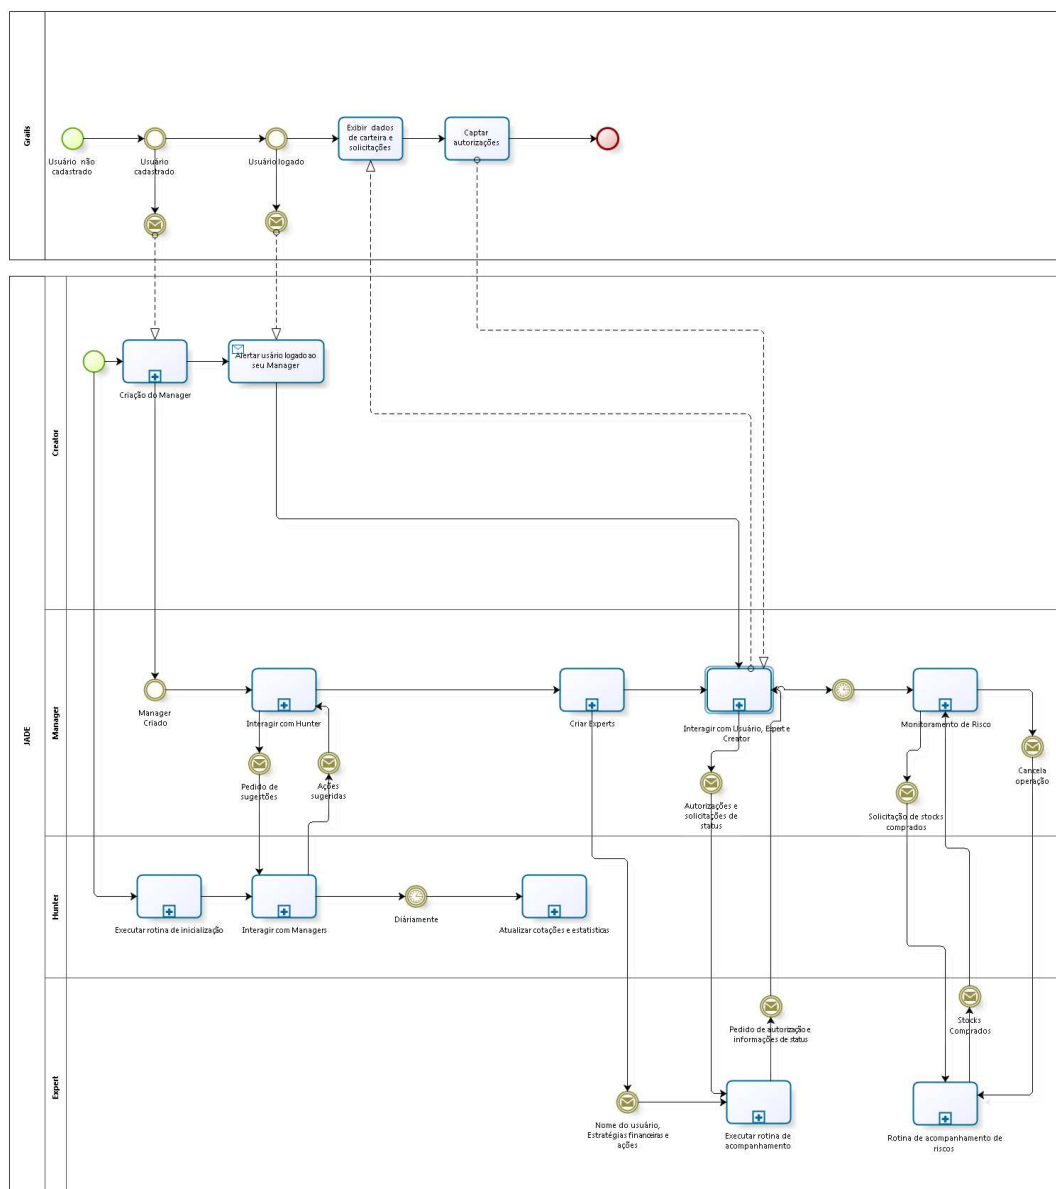 Grails
Usuário não
cadastrado
Usuário
cadastrado
Usuário logado
Exibir dados
de carteira e
solicitações
Captar
autorizações
JADE
Creator
Criação do Manager
Alertar usário logado ao
seu Manager
Manager
Manager
Criado
Interagir com Hunter
Criar Experts
Interagir com Usuário, Expert e
Creator
Monitoramento de Risco
Pedido de
sugestões
Ações
sugeridas
Autorizações e
solicitações de
status
Solicitação de stocks
comprados
Cancela
operação
Hunter
Executar rotina de inicialização
Interagir com Managers
Diáriamente
Atualizar cotações e estatisticas
Expert
Pedido de autorização e
informações de status
Stocks
Comprados
Nome do usuário,
Estratégias financeiras e
ações
Executar rotina de
acompanhamento
Rotina de acompanhamento de
riscos